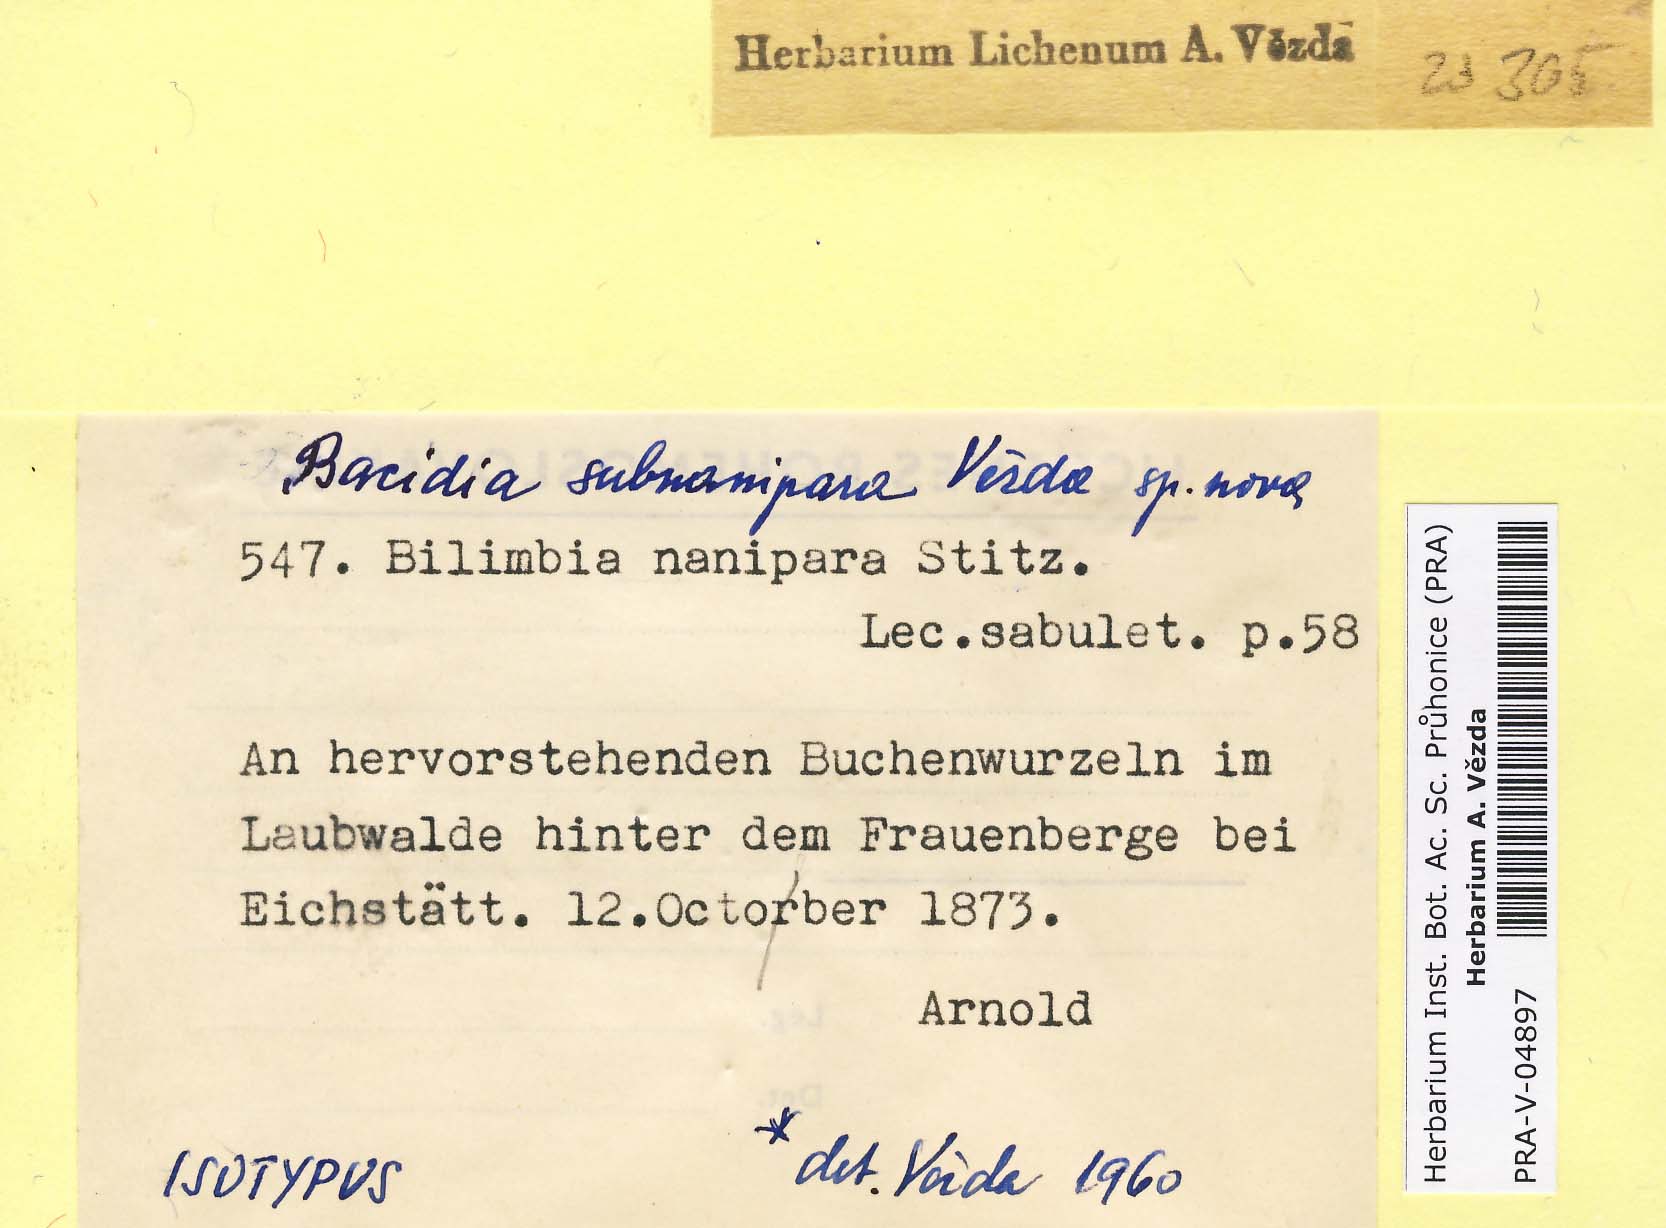 Herbarium Lichenum A. Vězda
Bacidia subnanipara Vězda sp. nova
547. Bilimbia nanipara Stitz.
Lec.sabulet. p.58
An hervorstehenden Buchenwurzeln im
Laubwalde hinter dem Frauenberge bei
Eichstätt. 12.Octorber 1873.
Arnold
ISOTYPUS
* det. Vězda 1960
Herbarium Inst. Bot. Ac. Sc. Průhonice (PRA)
Herbarium A. Vězda
PRA-V-04897